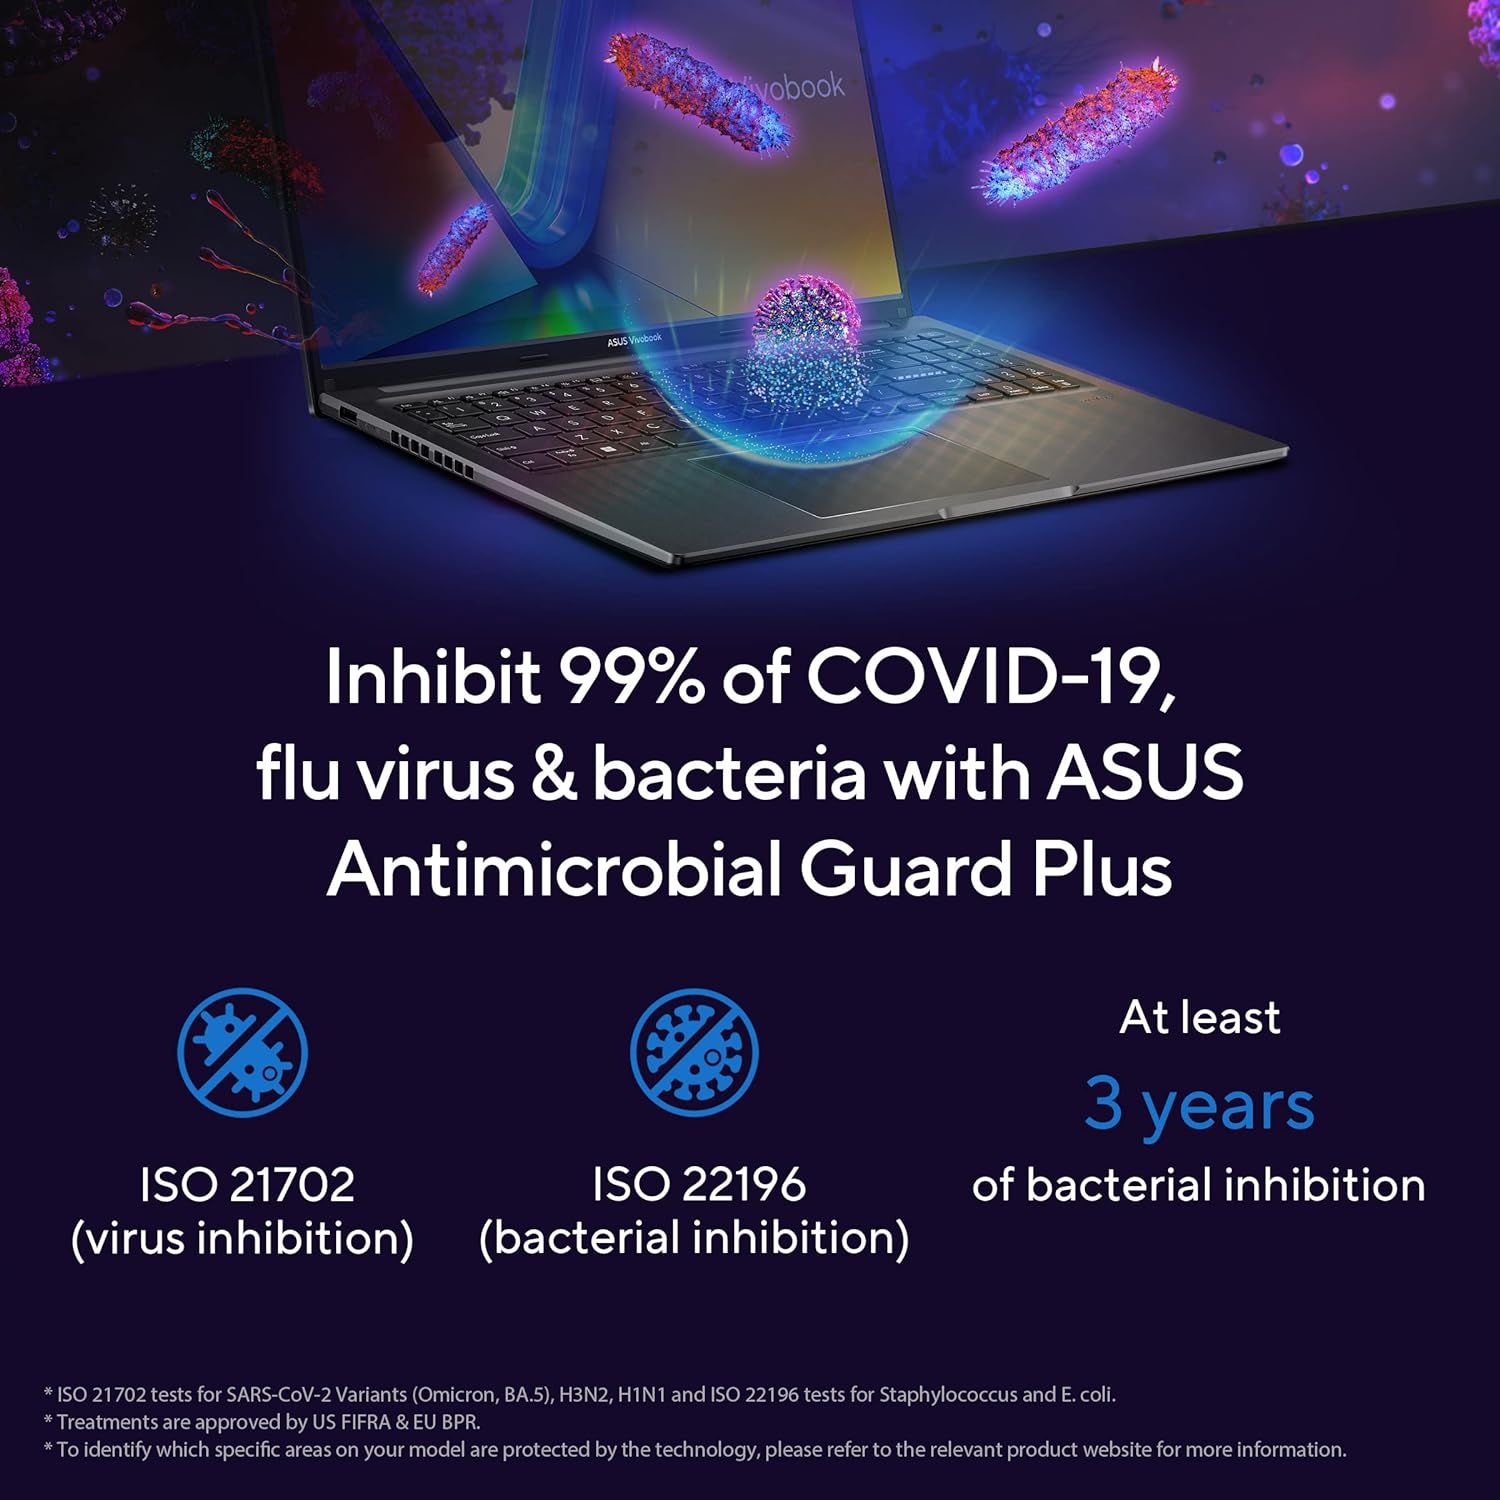 Vivobook
ASUS Vivobook
Inhibit 99% of COVID-19,
flu virus & bacteria with ASUS
Antimicrobial Guard Plus
ISO 21702
(virus inhibition)
ISO 22196
(bacterial inhibition)
At least
3 years
of bacterial inhibition
* ISO 21702 tests for SARS-CoV-2 Variants (Omicron, BA.5), H3N2, H1N1 and ISO 22196 tests for Staphylococcus and E. coli.
* Treatments are approved by US FIFRA & EU BPR.
* To identify which specific areas on your model are protected by the technology, please refer to the relevant product website for more information.